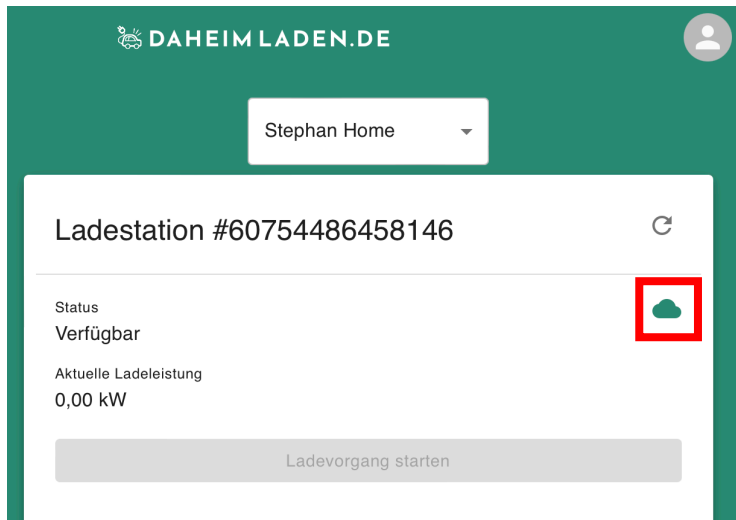 DAHEIMLADEN.DE
Stephan Home
Ladestation #60754486458146
Status
Verfügbar
Aktuelle Ladeleistung
0,00 kW
Ladevorgang starten